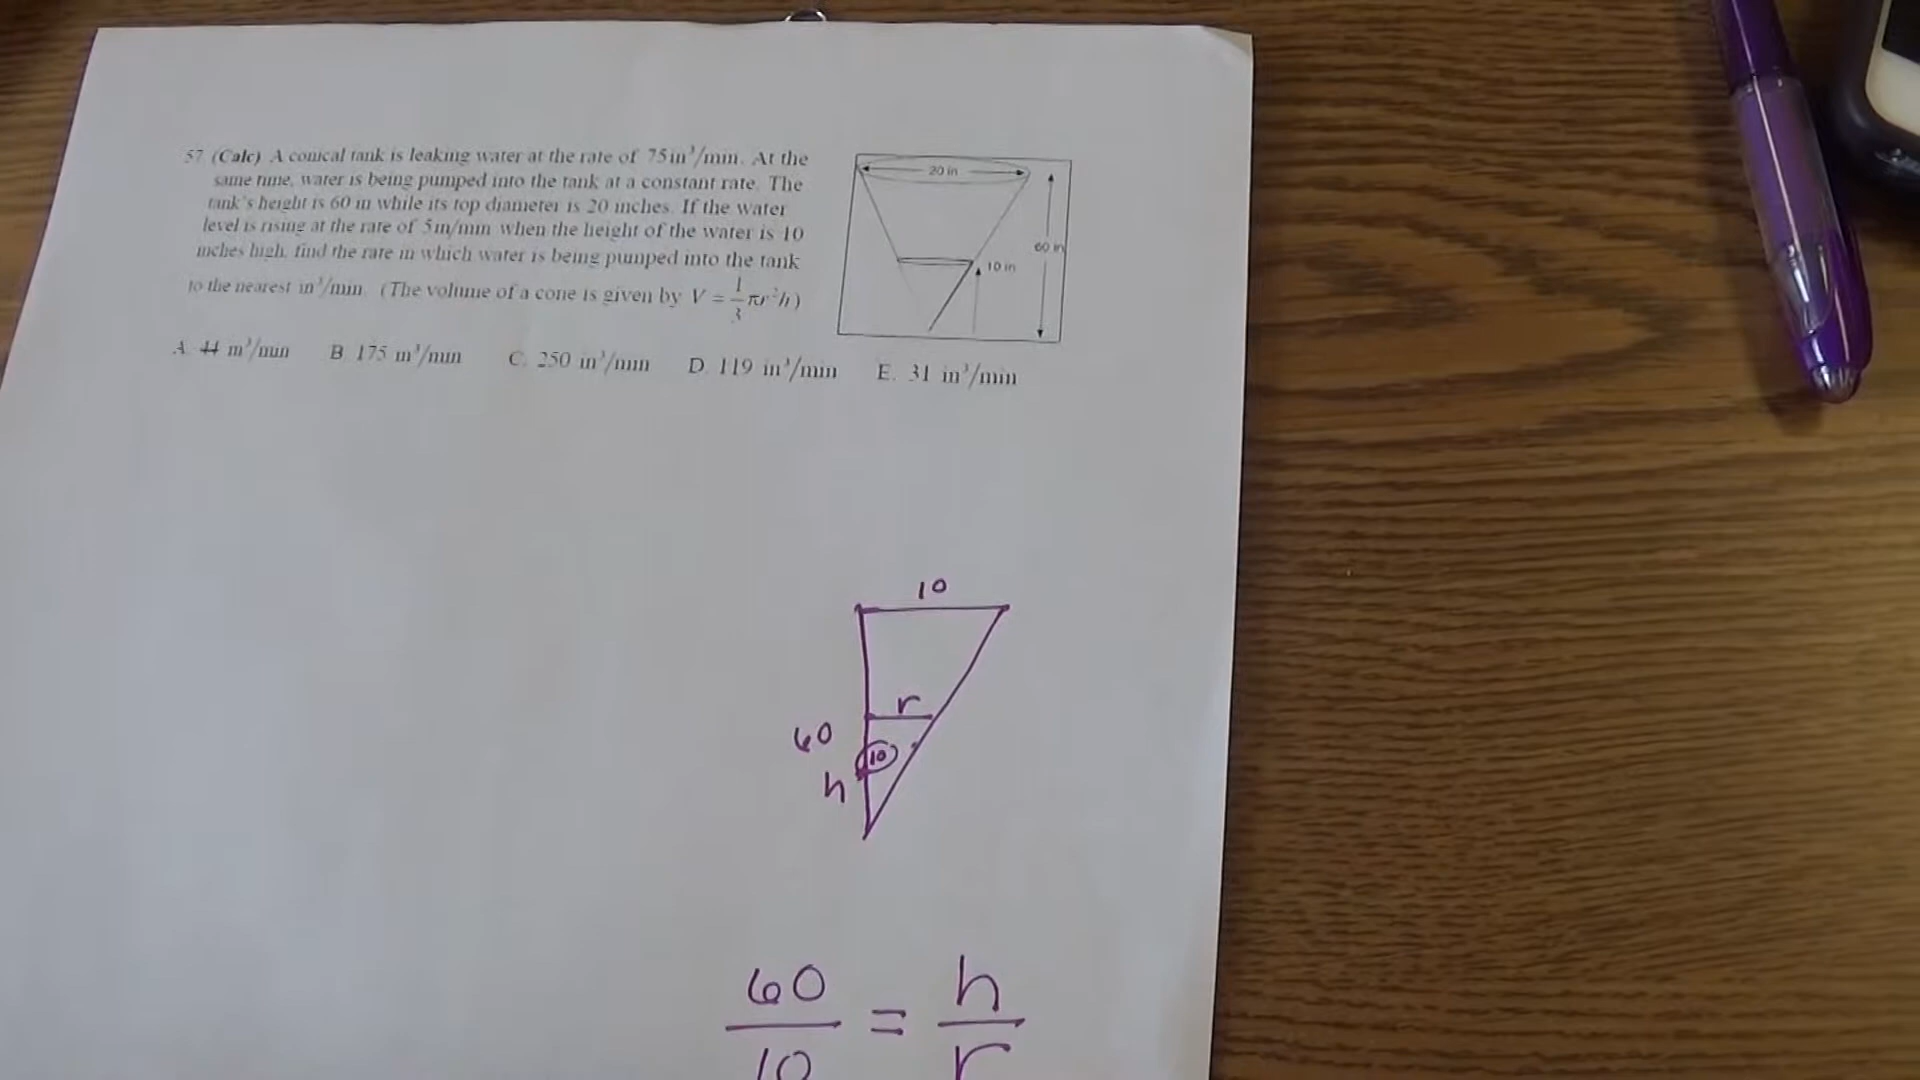 57. (Calc) A conical tank is leaking water at the rate of 75 in³/min. At the
same time, water is being pumped into the tank at a constant rate. The
tank's height is 60 in while its top diameter is 20 inches. If the water
level is rising at the rate of 5 in/min when the height of the water is 10
inches high, find the rate in which water is being pumped into the tank
to the nearest in³/min. (The volume of a cone is given by V = 1/3 πr²h)
A. 44 in³/min B. 175 in³/min C. 250 in³/min D. 119 in³/min E. 31 in³/min
20 in
60 in
10 in
10
r
60
10
h
60/10 = h/r